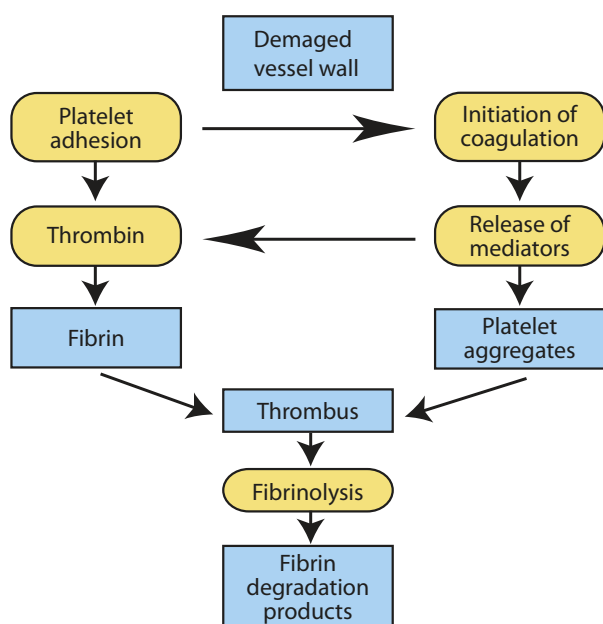 Demaged
vessel wall
Platelet
adhesion
Initiation of
coagulation
Thrombin
Release of
mediators
Fibrin
Platelet
aggregates
Thrombus
Fibrinolysis
Fibrin
degradation
products